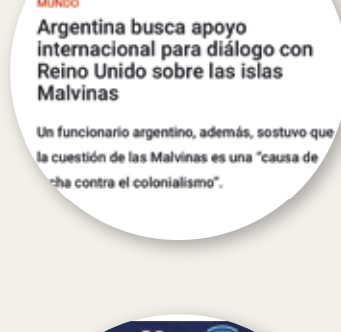 MUNDO
Argentina busca apoyo
internacional para diálogo con
Reino Unido sobre las islas
Malvinas
Un funcionario argentino, además, sostuvo que
la cuestión de las Malvinas es una "causa de
cha contra el colonialismo".